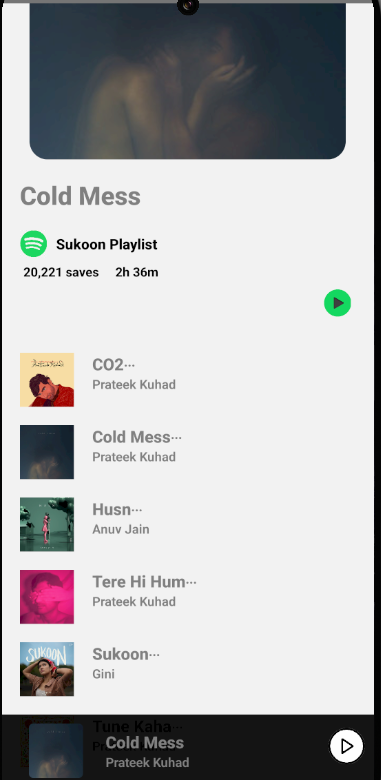 Cold Mess
Sukoon Playlist
20,221 saves 2h 36m
CO2...
Prateek Kuhad
Cold Mess...
Prateek Kuhad
Husn...
Anuv Jain
Tere Hi Hum...
Prateek Kuhad
SUKOON
Sukoon...
Gini
Tune Kaha...
Cold Mess
Prateek Kuhad